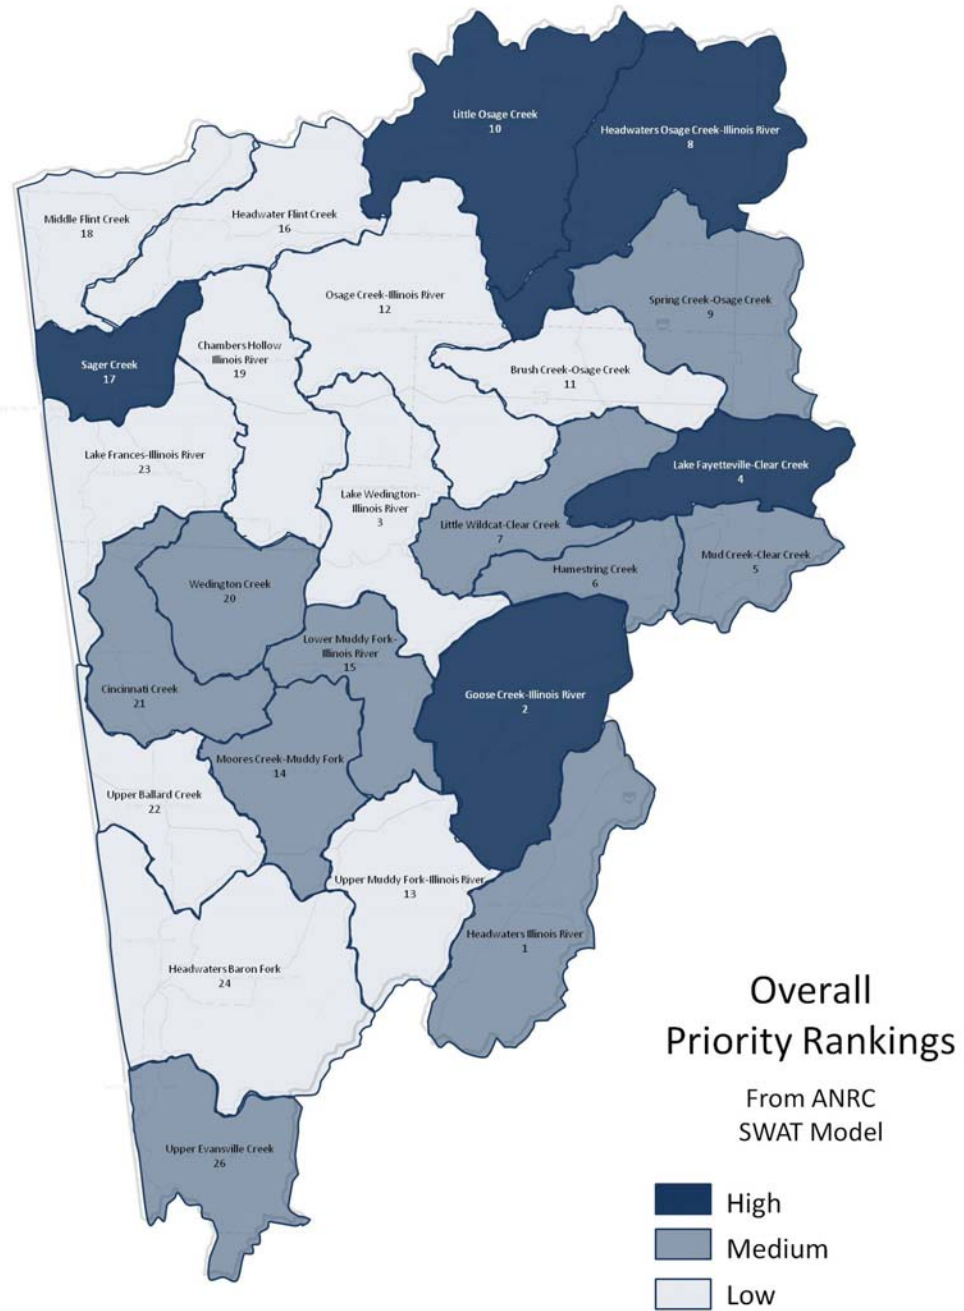 Little Osage Creek
10
Headwaters Osage Creek-Illinois River
8
Middle Flint Creek
18
Headwater Flint Creek
16
Osage Creek-Illinois River
12
Spring Creek-Osage Creek
9
Sager Creek
17
Chambers Hollow
Illinois River
19
Brush Creek-Osage Creek
11
Lake Frances-Illinois River
23
Lake Fayetteville-Clear Creek
4
Lake Wedington-
Illinois River
3
Little Wildcat-Clear Creek
7
Mud Creek-Clear Creek
5
Hamestring Creek
6
Wedington Creek
20
Lower Muddy Fork-
Illinois River
15
Cincinnati Creek
21
Goose Creek-Illinois River
2
Moores Creek-Muddy Fork
14
Upper Ballard Creek
22
Upper Muddy Fork-Illinois River
13
Headwaters Illinois River
1
Headwaters Baron Fork
24
Upper Evansville Creek
26
Overall
Priority Rankings
From ANRC
SWAT Model
High
Medium
Low